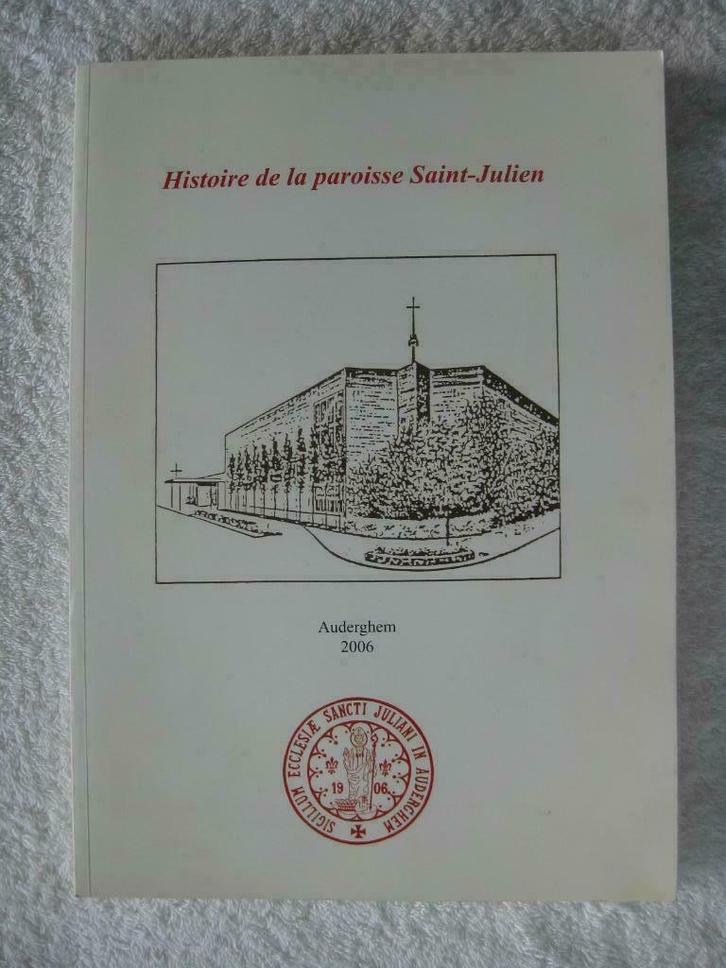 Histoire de la paroisse Saint-Julien
Auderghem
2006
SIGILLUM ECCLESIÆ SANCTI JULIANI IN AUDERGHEM
19 06